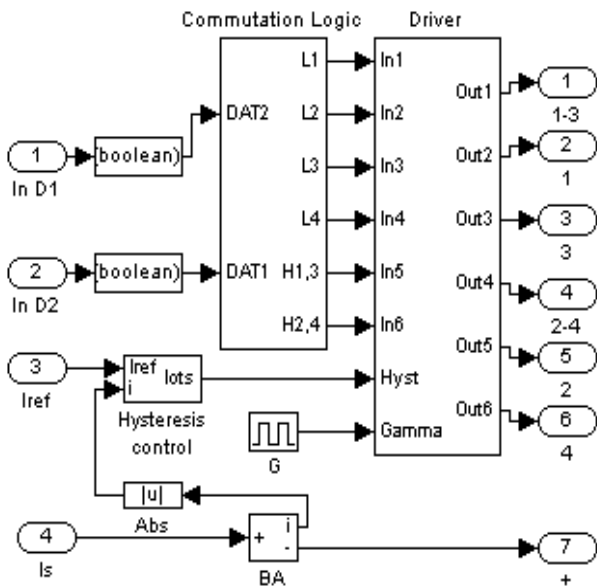 Commutation Logic Driver
L1 In1
1
Out1
1-3
DAT2 L2 In2
2
Out2
1
1 (boolean)
In D1
L3 In3
3
Out3
3
L4 In4
4
Out4
2-4
2 (boolean) DAT1 H1,3 In5
In D2
H2,4 In6
5
Out5
2
3 Iref
i Iots Hyst
Iref
Hysteresis
control
6
Out6
4
G Gamma
|u|
Abs
4 + i
-
Is
BA
7
+